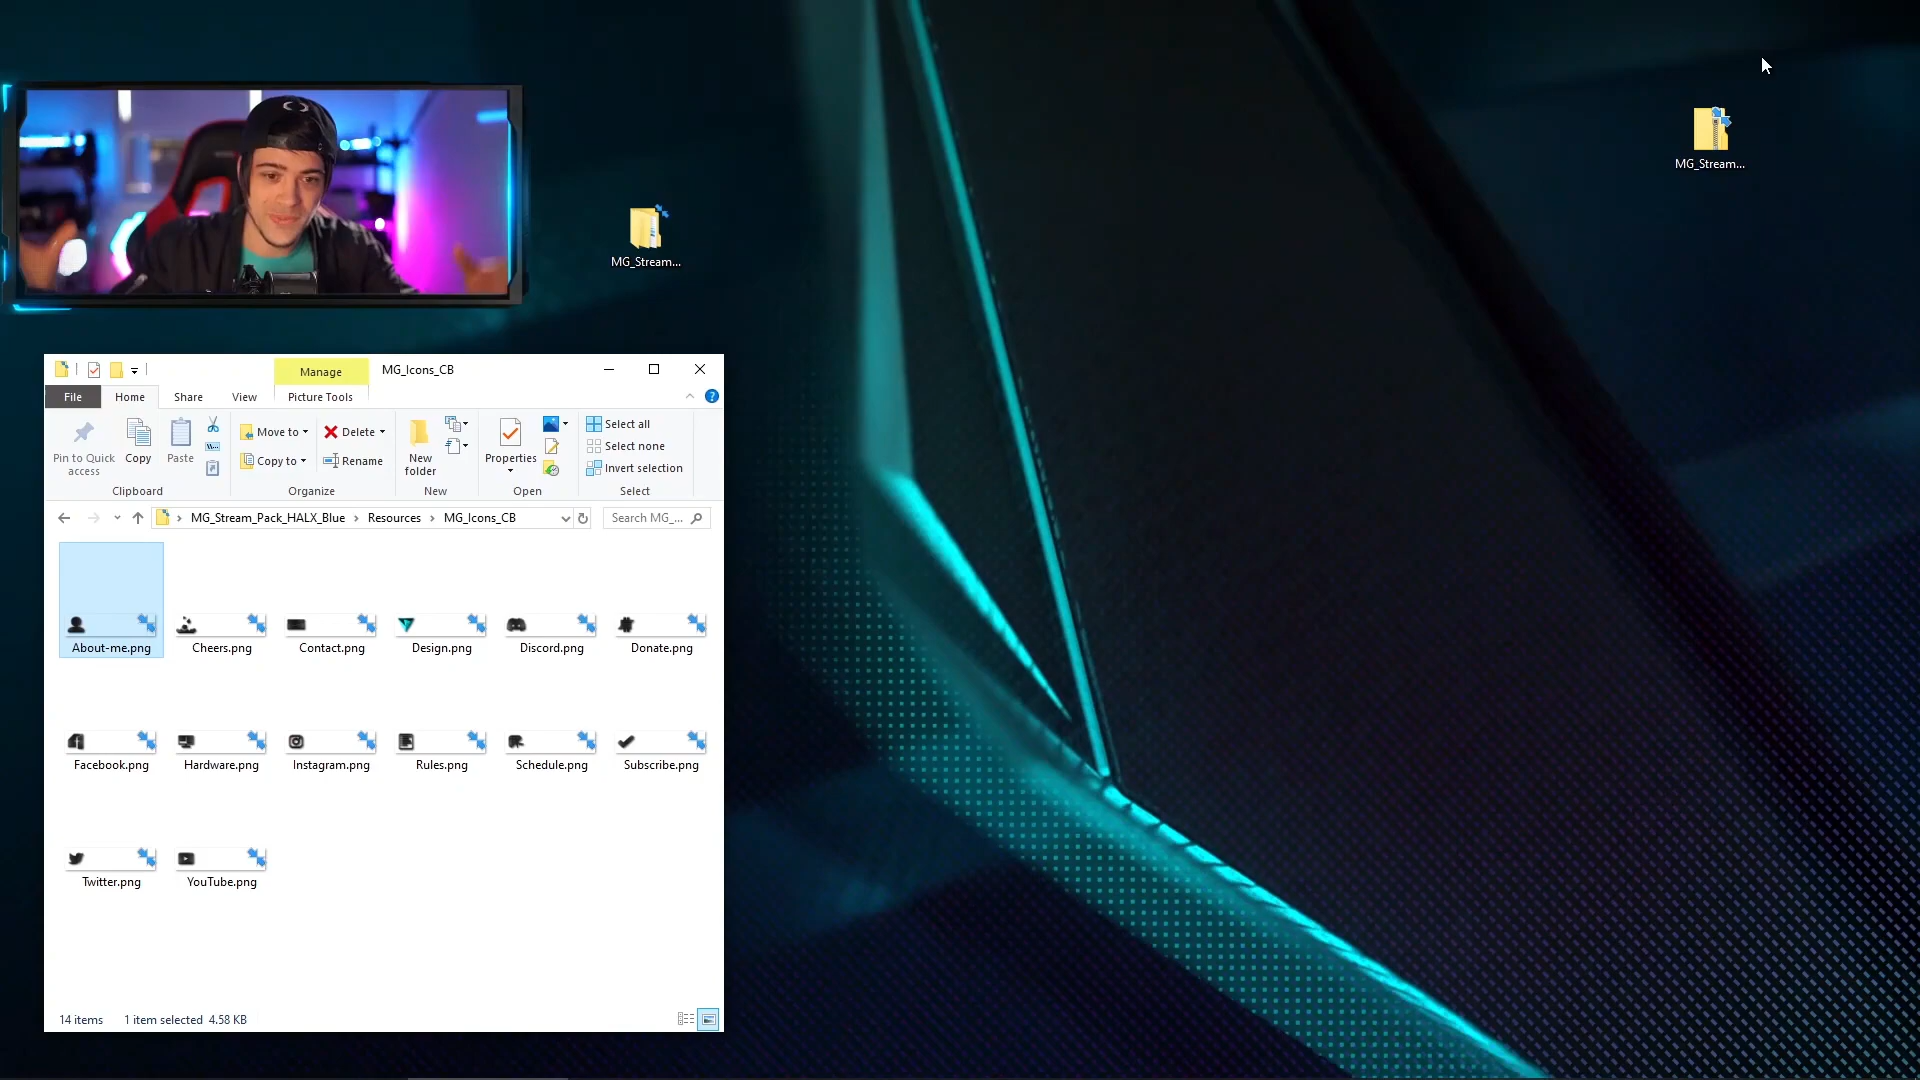 MG_Stream...
MG_Stream...
Manage
MG_Icons_CB
File
Home
Share
View
Picture Tools
Pin to Quick
access
Copy
Paste
Move to
Copy to
Delete
Rename
New
folder
Properties
Select all
Select none
Invert selection
Clipboard
Organize
New
Open
Select
MG_Stream_Pack_HALX_Blue
Resources
MG_Icons_CB
Search MG_...
About-me.png
Cheers.png
Contact.png
Design.png
Discord.png
Donate.png
Facebook.png
Hardware.png
Instagram.png
Rules.png
Schedule.png
Subscribe.png
Twitter.png
YouTube.png
14 items
1 item selected 4.58 KB